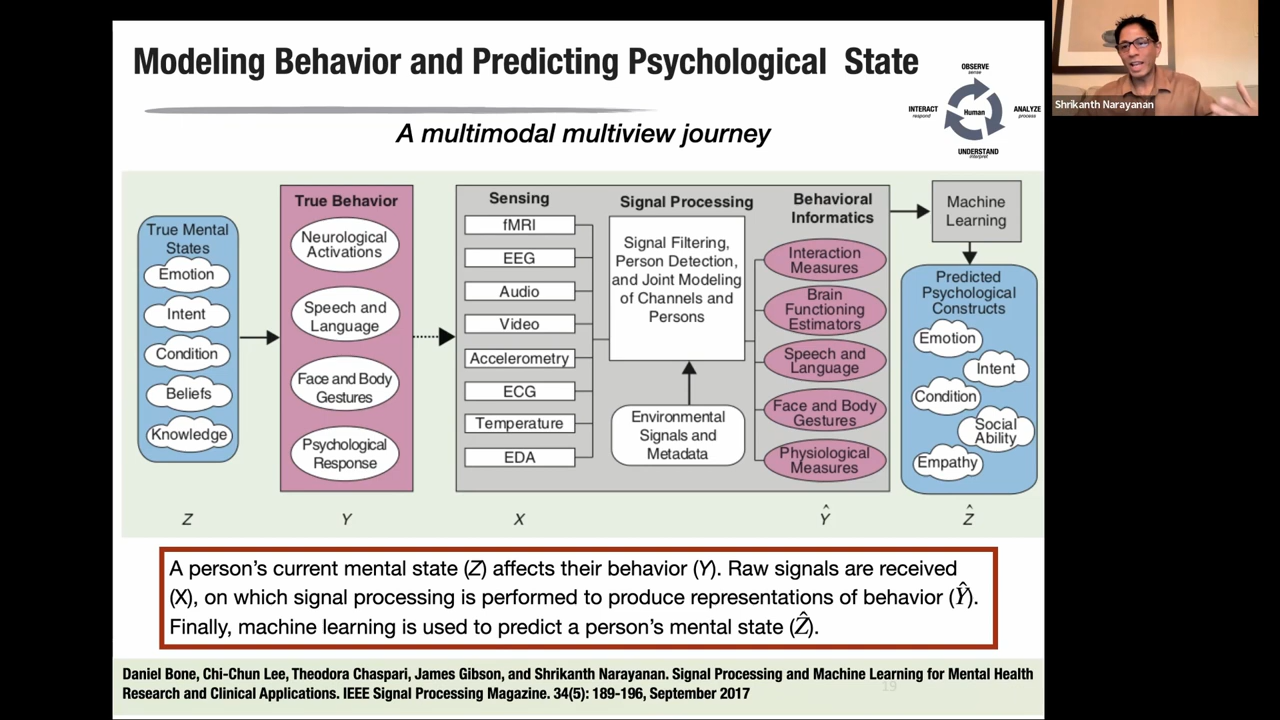 Modeling Behavior and Predicting Psychological State
A multimodal multiview journey
OBSERVE
sense
INTERACT
respond
Human
ANALYZE
process
UNDERSTAND
interpret
Shrikanth Narayanan
True Mental
States
Emotion
Intent
Condition
Beliefs
Knowledge
True Behavior
Neurological
Activations
Speech and
Language
Face and Body
Gestures
Psychological
Response
Sensing
fMRI
EEG
Audio
Video
Accelerometry
ECG
Temperature
EDA
Signal Processing
Signal Filtering,
Person Detection,
and Joint Modeling
of Channels and
Persons
Environmental
Signals and
Metadata
Behavioral
Informatics
Interaction
Measures
Brain
Functioning
Estimators
Speech and
Language
Face and Body
Gestures
Physiological
Measures
Machine
Learning
Predicted
Psychological
Constructs
Emotion
Intent
Condition
Social
Ability
Empathy
Z
Y
X
Ŷ
Ẑ
A person's current mental state (Z) affects their behavior (Y). Raw signals are received
(X), on which signal processing is performed to produce representations of behavior (Ŷ).
Finally, machine learning is used to predict a person's mental state (Ẑ).
Daniel Bone, Chi-Chun Lee, Theodora Chaspari, James Gibson, and Shrikanth Narayanan. Signal Processing and Machine Learning for Mental Health
Research and Clinical Applications. IEEE Signal Processing Magazine. 34(5): 189-196, September 2017
19